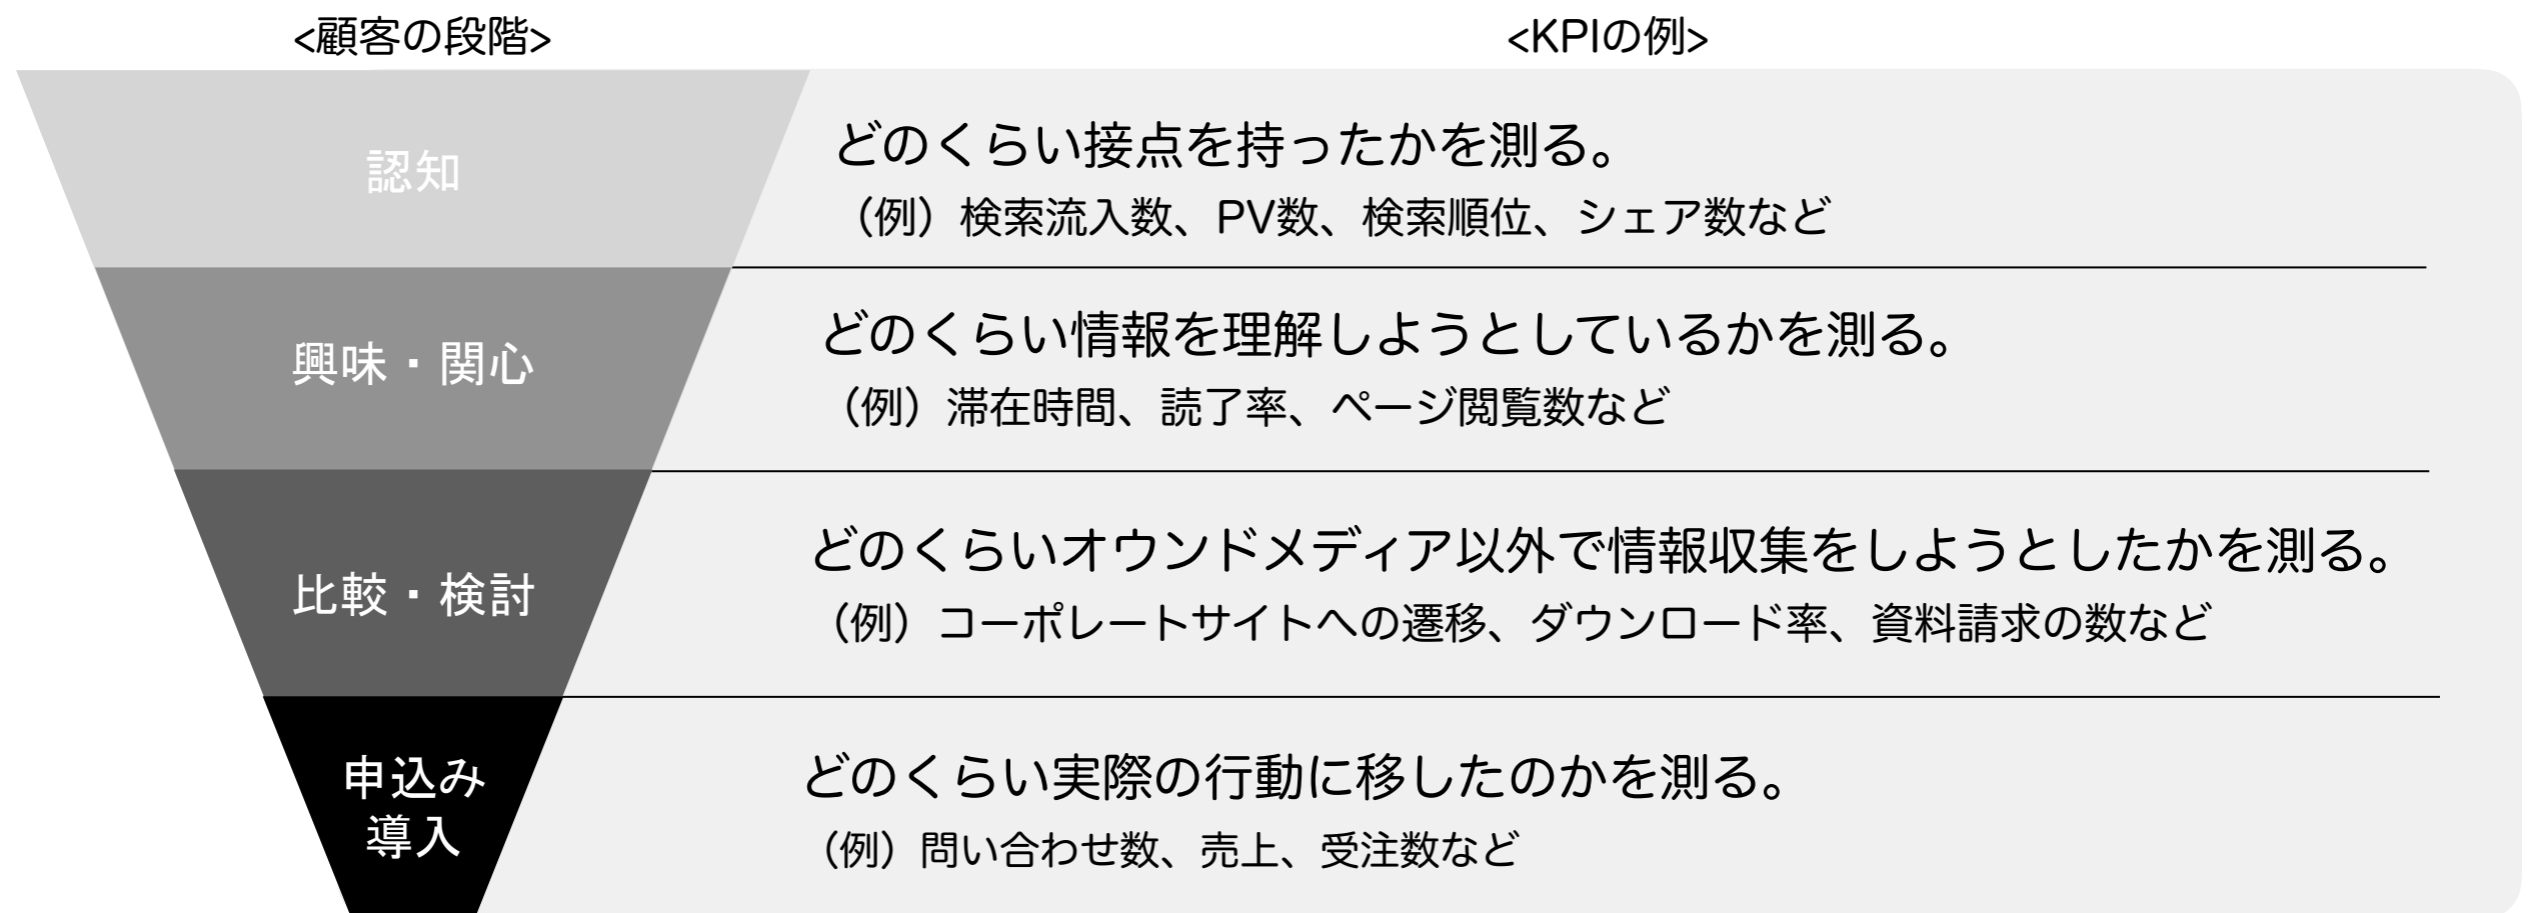 <顧客の段階>
<KPIの例>
認知
どのくらい接点を持ったかを測る。
（例）検索流入数、PV数、検索順位、シェア数など
興味・関心
どのくらい情報を理解しようとしているかを測る。
（例）滞在時間、読了率、ページ閲覧数など
比較・検討
どのくらいオウンドメディア以外で情報収集をしようとしたかを測る。
（例）コーポレートサイトへの遷移、ダウンロード率、資料請求の数など
申込み
導入
どのくらい実際の行動に移したのかを測る。
（例）問い合わせ数、売上、受注数など